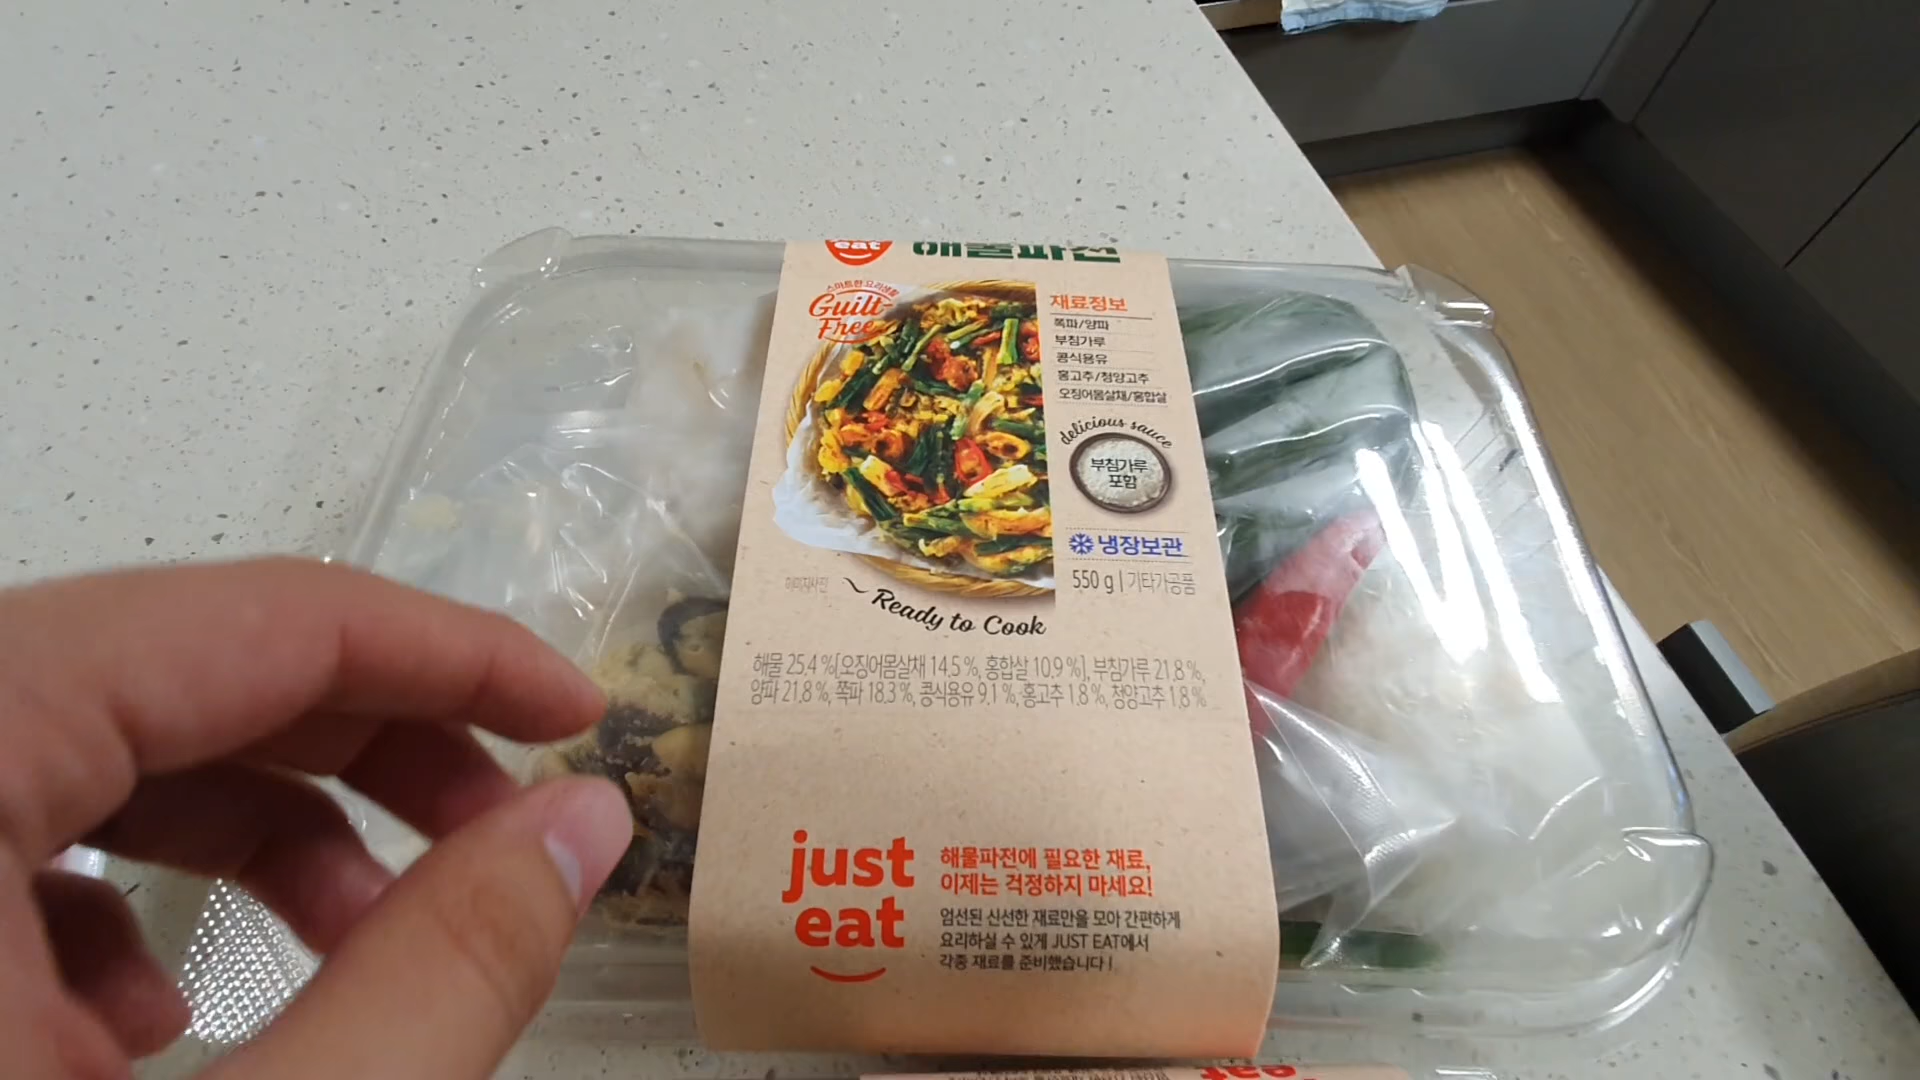 eat
해물파전
스마트한 요리생활
Guilt-
Free
재료정보
쪽파/양파
부침가루
콩식용유
홍고추/청양고추
오징어몸살채/홍합살
delicious sauce
부침가루
포함
냉장보관
550 g | 기타가공품
이미지사진
Ready to Cook
해물 25.4 %[오징어몸살채 14.5 %, 홍합살 10.9 %], 부침가루 21.8 %,
양파 21.8 %, 쪽파 18.3 %, 콩식용유 9.1 %, 홍고추 1.8 %, 청양고추 1.8 %
just
eat
해물파전에 필요한 재료,
이제는 걱정하지 마세요!
엄선된 신선한 재료만을 모아 간편하게
요리하실 수 있게 JUST EAT에서
각종 재료를 준비했습니다!
eat